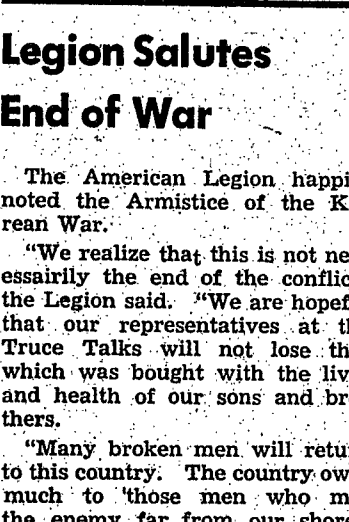 Legion Salutes
End of War
The American Legion happi
noted the Armistice of the K
rean War.
"We realize that this is not ne
essairily the end of the conflic
the Legion said. "We are hopef
that our representatives at th
Truce Talks will not lose th
which was bought with the liv
and health of our sons and br
thers.
"Many broken men will retu
to this country. The country ow
much to 'those men who m
the enemy far from our shor